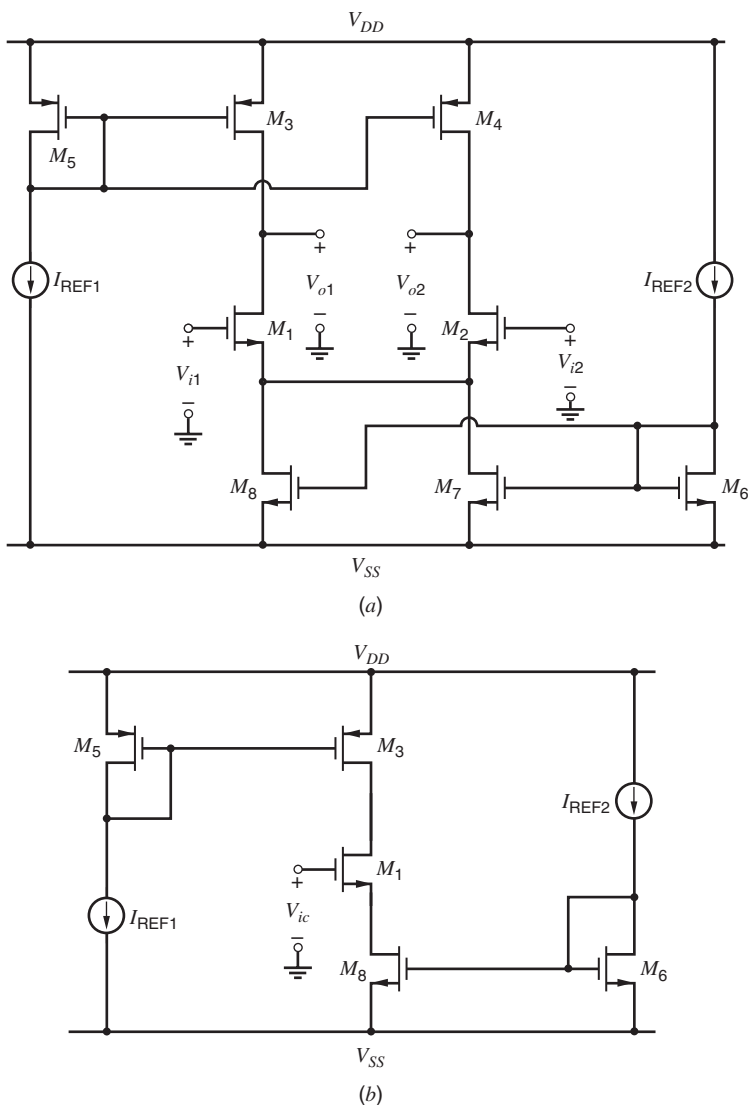 V_DD
M_5
M_3
M_4
I_REF1
+
V_o1
−
+
V_o2
−
I_REF2
+
V_i1
−
M_1
M_2
+
V_i2
−
M_8
M_7
M_6
V_SS
(a)
V_DD
M_5
M_3
I_REF2
M_1
+
V_ic
−
I_REF1
M_8
M_6
V_SS
(b)